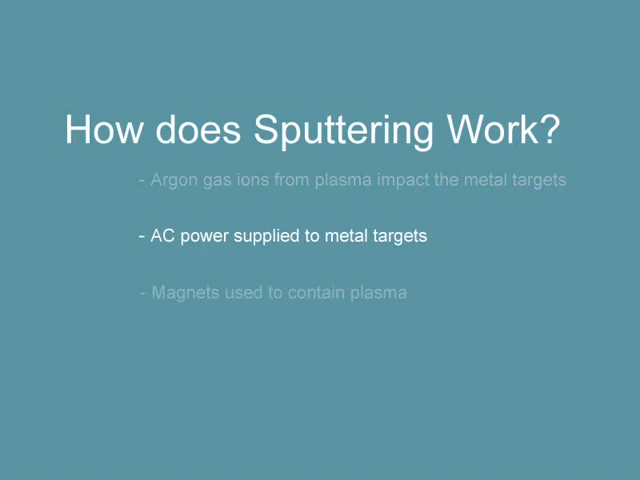 How does Sputtering Work?
- Argon gas ions from plasma impact the metal targets
- AC power supplied to metal targets
- Magnets used to contain plasma